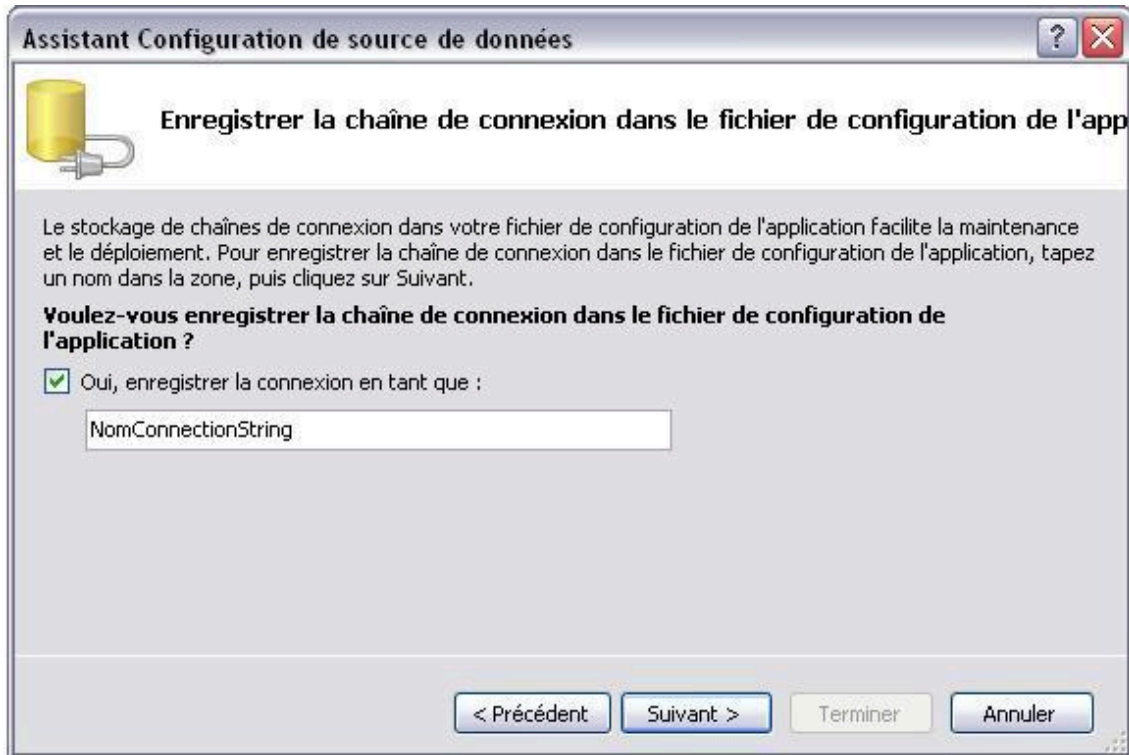 Assistant Configuration de source de données
?
Enregistrer la chaîne de connexion dans le fichier de configuration de l'app
Le stockage de chaînes de connexion dans votre fichier de configuration de l'application facilite la maintenance
et le déploiement. Pour enregistrer la chaîne de connexion dans le fichier de configuration de l'application, tapez
un nom dans la zone, puis cliquez sur Suivant.
Voulez-vous enregistrer la chaîne de connexion dans le fichier de configuration de
l'application ?
Oui, enregistrer la connexion en tant que :
NomConnectionString
< Précédent Suivant > Terminer Annuler